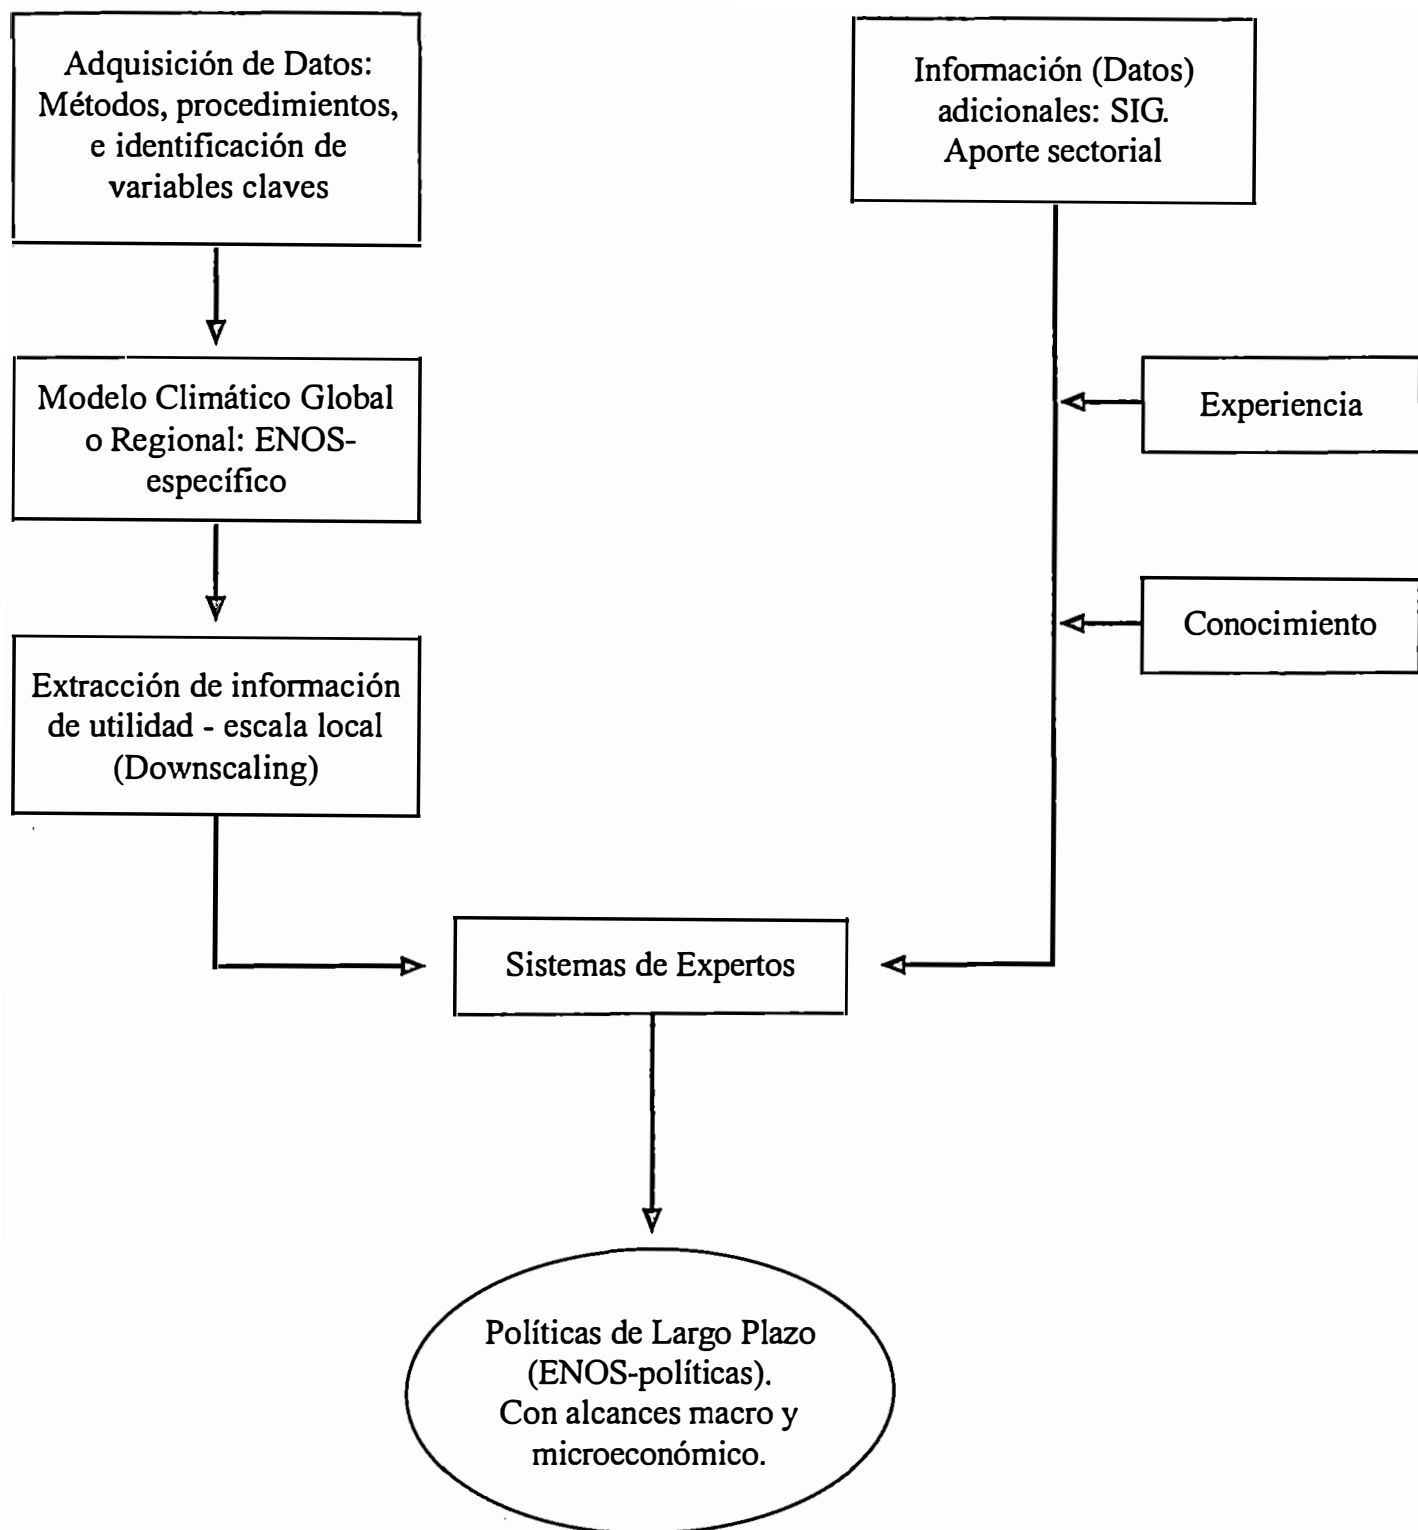 Adquisición de Datos:
Métodos, procedimientos,
e identificación de
variables claves
Información (Datos)
adicionales: SIG.
Aporte sectorial
Modelo Climático Global
o Regional: ENOS-
específico
Experiencia
Conocimiento
Extracción de información
de utilidad - escala local
(Downscaling)
Sistemas de Expertos
Políticas de Largo Plazo
(ENOS-políticas).
Con alcances macro y
microeconómico.